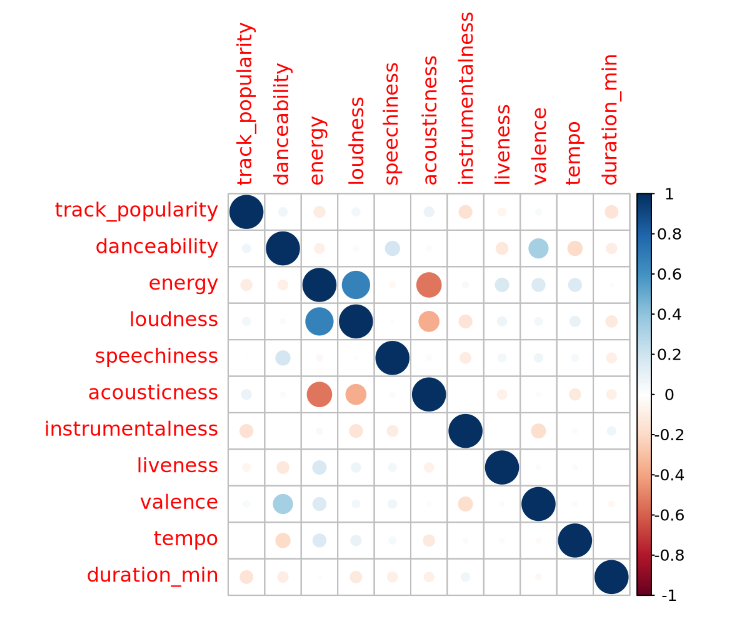 track_popularity
danceability
energy
loudness
speechiness
acousticness
instrumentalness
liveness
valence
tempo
duration_min
track_popularity
danceability
energy
loudness
speechiness
acousticness
instrumentalness
liveness
valence
tempo
duration_min
1
0.8
0.6
0.4
0.2
0
-0.2
-0.4
-0.6
-0.8
-1